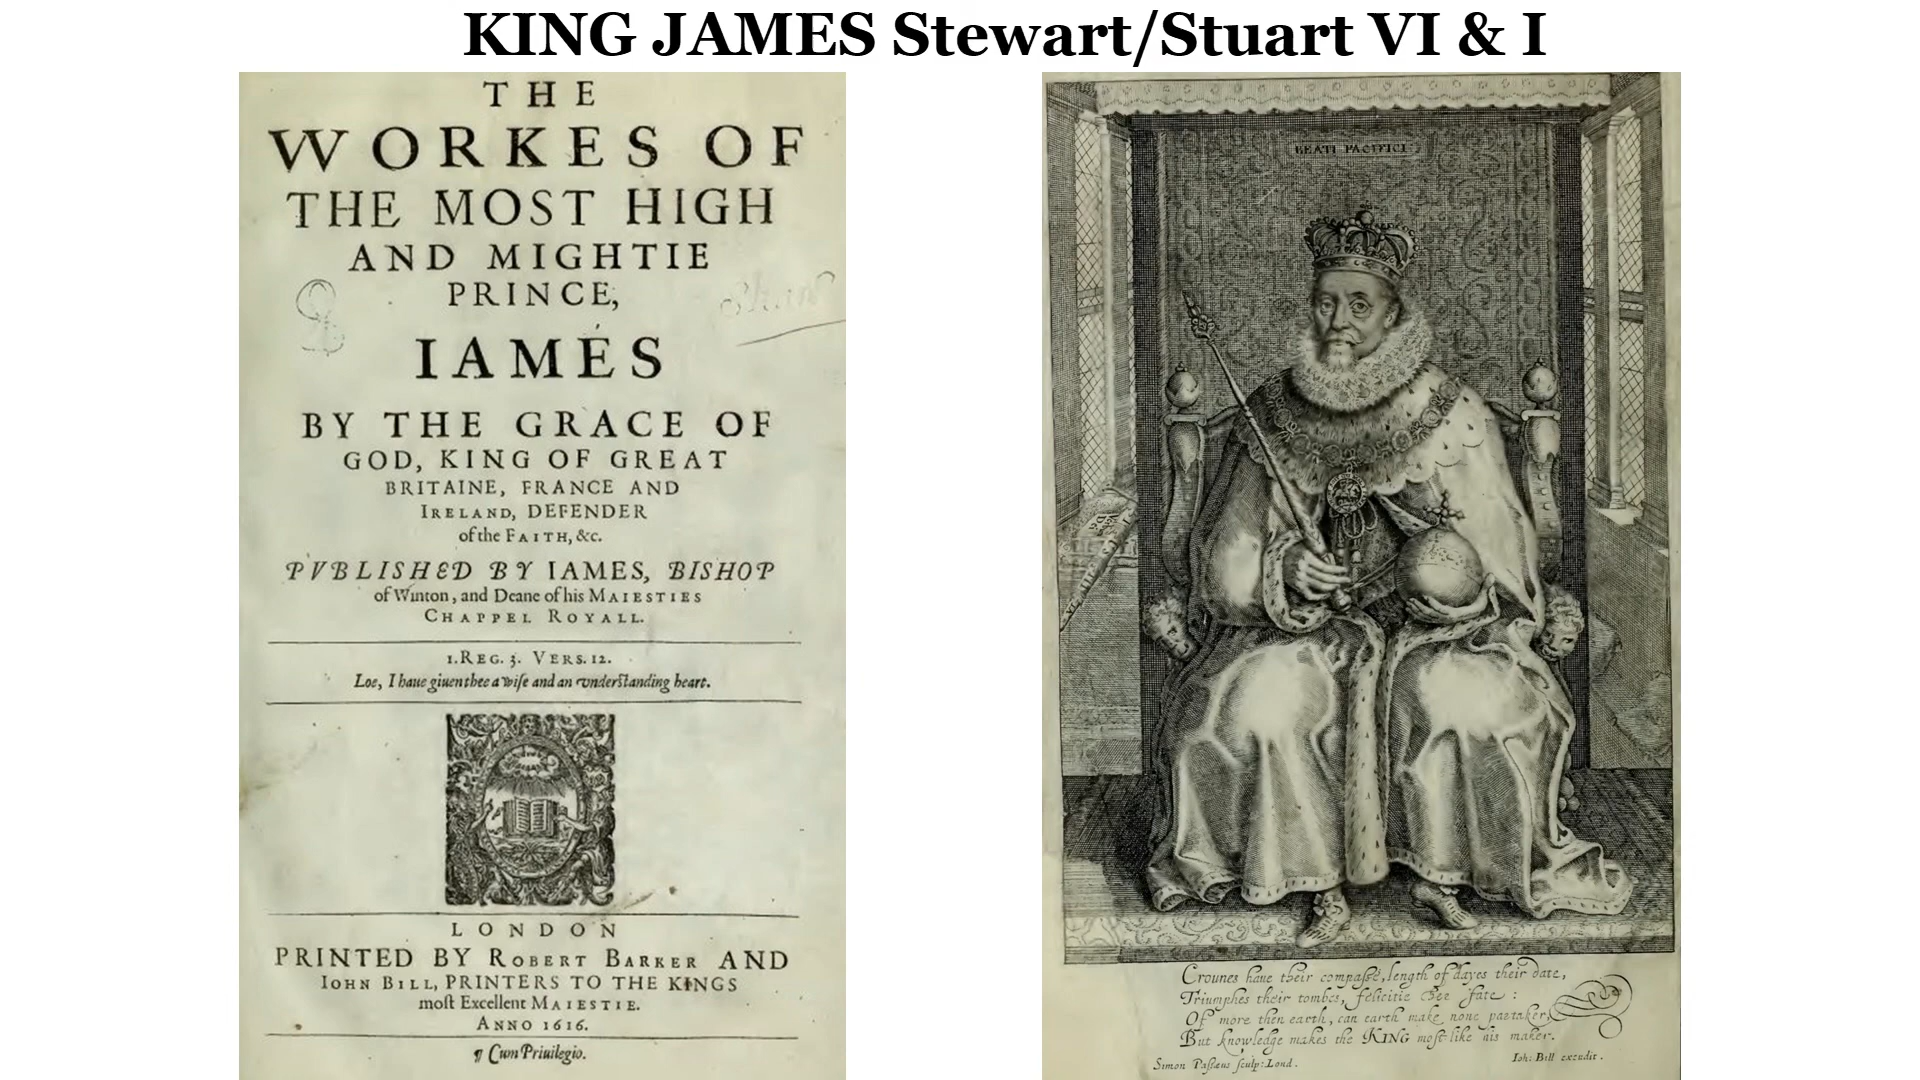 KING JAMES Stewart/Stuart VI & I
THE
WORKES OF
THE MOST HIGH
AND MIGHTIE
PRINCE,
IAMES
BY THE GRACE OF
GOD, KING OF GREAT
BRITAINE, FRANCE AND
IRELAND, DEFENDER
of the FAITH, &c.
PVBLISHED BY IAMES, BISHOP
of Winton, and Deane of his MAIESTIES
CHAPPEL ROYALL.
1. REG. 3. VERS. 12.
Loe, I haue giuen thee a wise and an vnderstanding heart.
LONDON
PRINTED BY ROBERT BARKER AND
IOHN BILL, PRINTERS TO THE KINGS
most Excellent MAIESTIE.
ANNO 1616.
¶ Cum Priuilegio.
BEATI PACIFICI
Crounes haue their compasse, length of dayes their date,
Triumphes their tombes, felicitie her fate:
Of more then earth, can earth make none partaker,
But knowledge makes the KING most like his maker.
Simon Passæus sculp: Lond.
Ioh: Bill excudit.